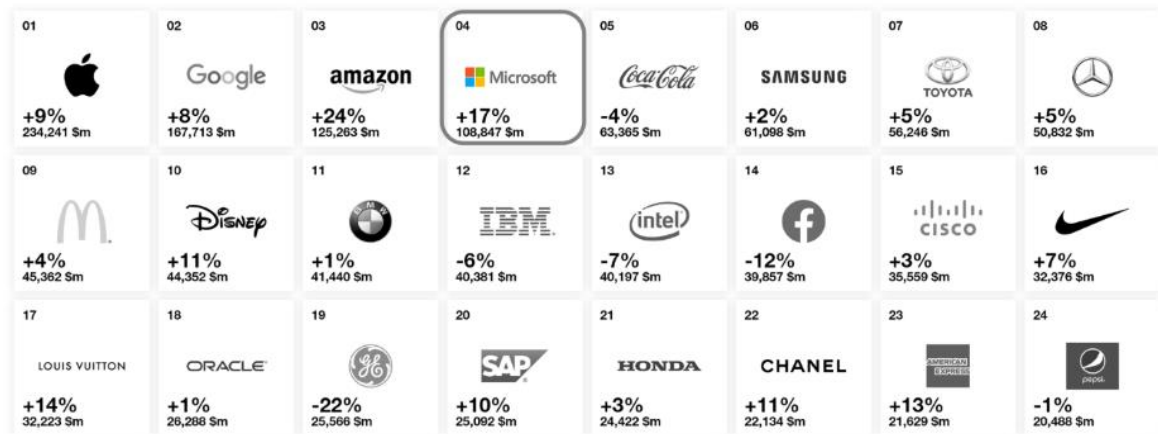 01
+9%
234,241 $m
02
Google
+8%
167,713 $m
03
amazon
+24%
125,263 $m
04
Microsoft
+17%
108,847 $m
05
Coca-Cola
-4%
63,365 $m
06
SAMSUNG
+2%
61,098 $m
07
TOYOTA
+5%
56,246 $m
08
+5%
50,832 $m
09
+4%
45,362 $m
10
Disney
+11%
44,352 $m
11
BMW
+1%
41,440 $m
12
IBM
-6%
40,381 $m
13
intel
-7%
40,197 $m
14
-12%
39,857 $m
15
CISCO
+3%
35,559 $m
16
+7%
32,376 $m
17
LOUIS VUITTON
+14%
32,223 $m
18
ORACLE
+1%
26,288 $m
19
GE
-22%
25,566 $m
20
SAP
+10%
25,092 $m
21
HONDA
+3%
24,422 $m
22
CHANEL
+11%
22,134 $m
23
AMERICAN
EXPRESS
+13%
21,629 $m
24
pepsi
-1%
20,488 $m